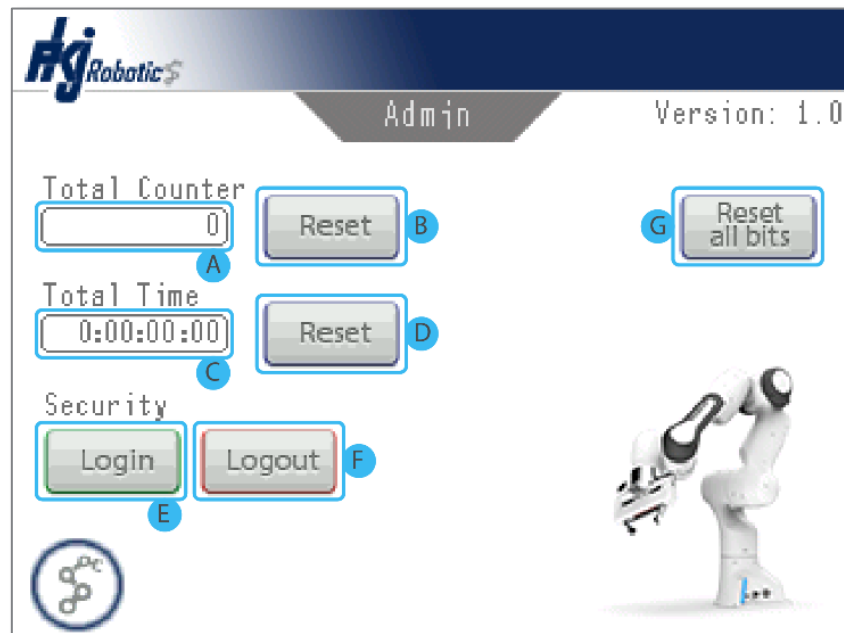 HGJ Robotics
Admin
Version: 1.0
Total Counter
0
Reset
B
G
Reset
all bits
A
Total Time
0:00:00:00
Reset
D
C
Security
Login
Logout
F
E